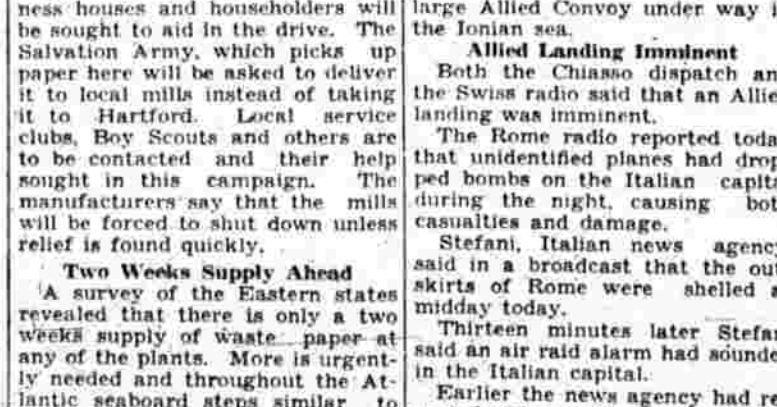 ness houses and householders will
be sought to aid in the drive. The
Salvation Army, which picks up
paper here will be asked to deliver
it to local mills instead of taking
it to Hartford. Local service
clubs, Boy Scouts and others are
to be contacted and their help
sought in this campaign. The
manufacturers say that the mills
will be forced to shut down unless
relief is found quickly.
Two Weeks Supply Ahead
A survey of the Eastern states
revealed that there is only a two
weeks supply of waste paper at
any of the plants. More is urgent-
ly needed and throughout the At-
lantic seaboard steps similar to
large Allied Convoy under way i
the Ionian sea.
Allied Landing Imminent
Both the Chiasso dispatch an
the Swiss radio said that an Allie
landing was imminent.
The Rome radio reported toda
that unidentified planes had drop
ped bombs on the Italian capita
during the night, causing bot
casualties and damage.
Stefani, Italian news agency
said in a broadcast that the out
skirts of Rome were shelled a
midday today.
Thirteen minutes later Stefan
said an air raid alarm had sounde
in the Italian capital.
Earlier the news agency had re